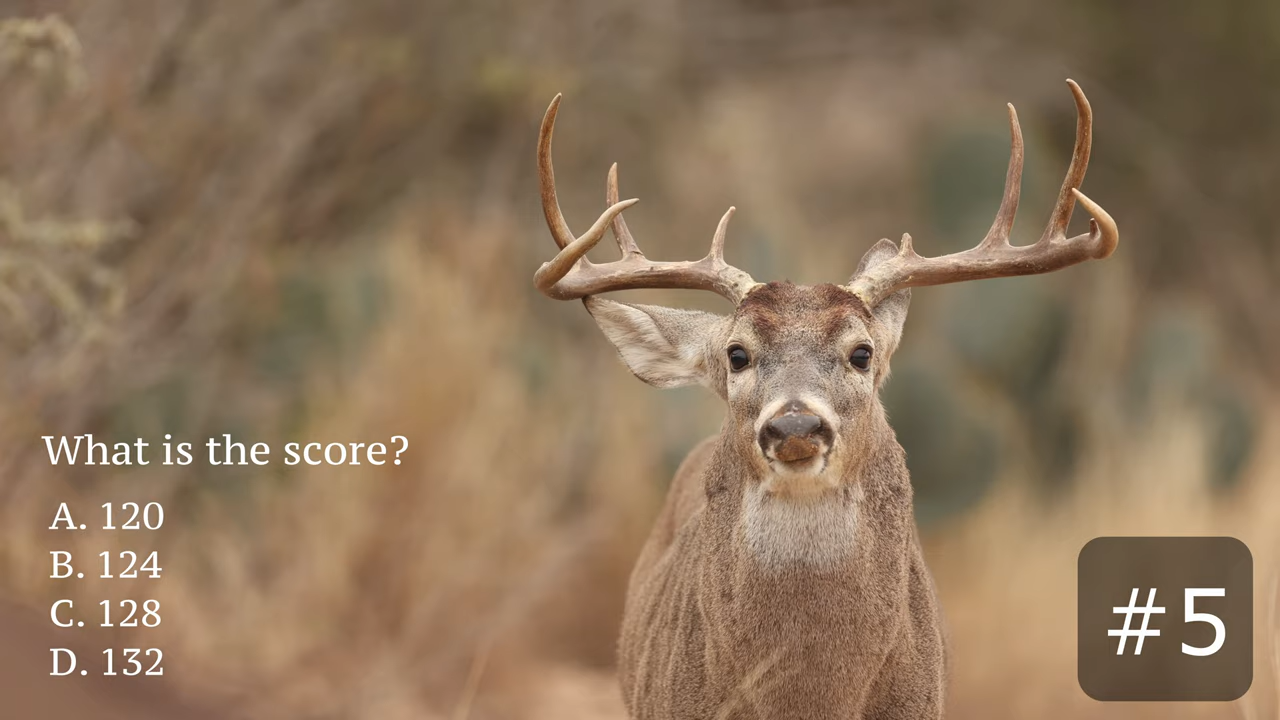 What is the score?
A. 120
B. 124
C. 128
D. 132
#5